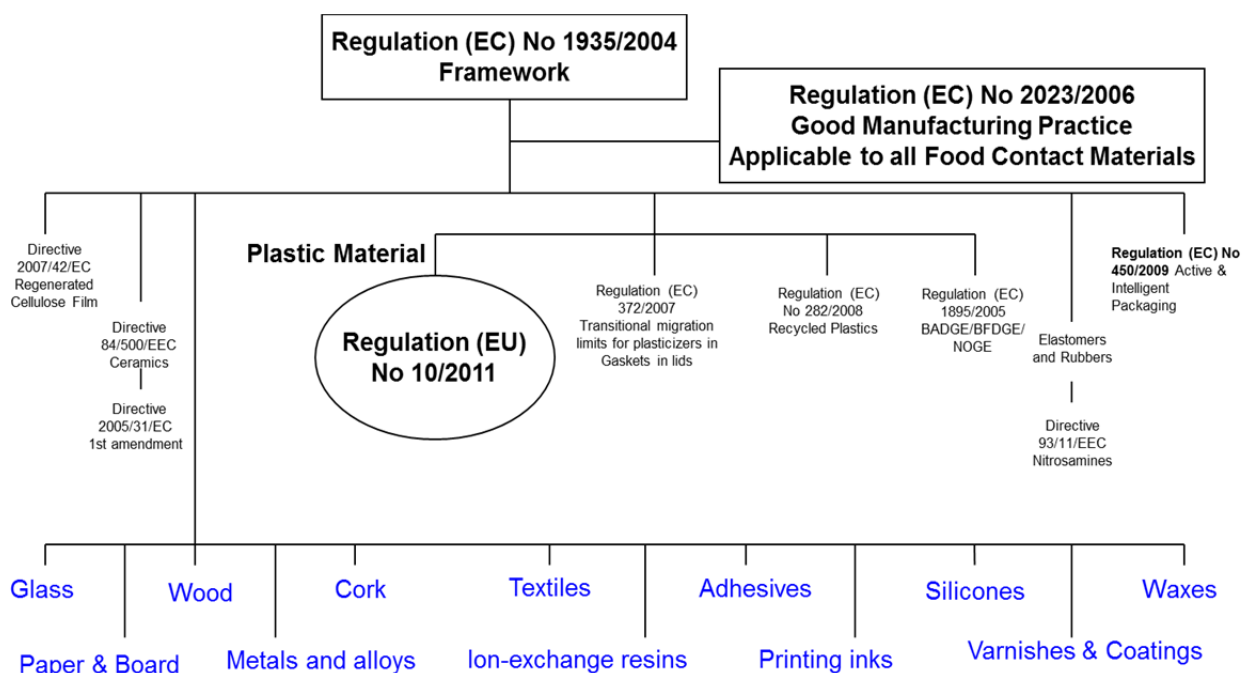 Regulation (EC) No 1935/2004
Framework
Regulation (EC) No 2023/2006
Good Manufacturing Practice
Applicable to all Food Contact Materials
Directive
2007/42/EC
Regenerated
Cellulose Film
Directive
84/500/EEC
Ceramics
Directive
2005/31/EC
1st amendment
Plastic Material
Regulation (EU)
No 10/2011
Regulation (EC)
372/2007
Transitional migration
limits for plasticizers in
Gaskets in lids
Regulation (EC)
No 282/2008
Recycled Plastics
Regulation (EC)
1895/2005
BADGE/BFDGE/
NOGE
Elastomers
and Rubbers
Directive
93/11/EEC
Nitrosamines
Regulation (EC) No
450/2009 Active &
Intelligent
Packaging
Glass
Wood
Cork
Textiles
Adhesives
Silicones
Waxes
Paper & Board
Metals and alloys
Ion-exchange resins
Printing inks
Varnishes & Coatings